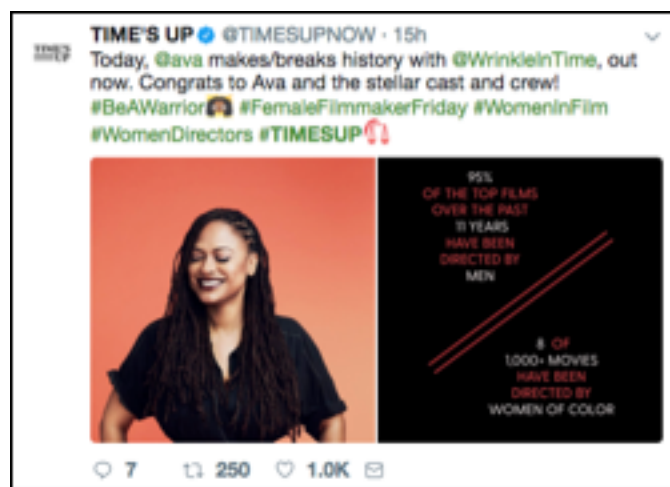 TIME'S UP @TIMESUPNOW · 15h
TIME'S UP
Today, @ava makes/breaks history with @WrinkleInTime, out
now. Congrats to Ava and the stellar cast and crew!
#BeAWarrior #FemaleFilmmakerFriday #WomenInFilm
#WomenDirectors #TIMESUP
95%
OF THE TOP FILMS
OVER THE PAST
11 YEARS
HAVE BEEN
DIRECTED BY
MEN
8 OF
1,000+ MOVIES
HAVE BEEN
DIRECTED BY
WOMEN OF COLOR
7 250 1.0K